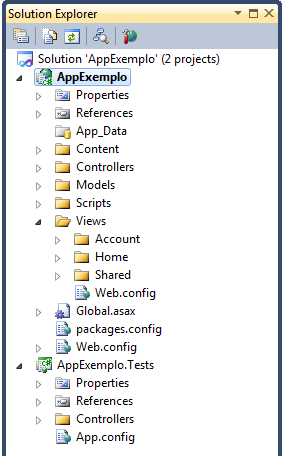 Solution Explorer
Solution 'AppExemplo' (2 projects)
AppExemplo
Properties
References
App_Data
Content
Controllers
Models
Scripts
Views
Account
Home
Shared
Web.config
Global.asax
packages.config
Web.config
AppExemplo.Tests
Properties
References
Controllers
App.config